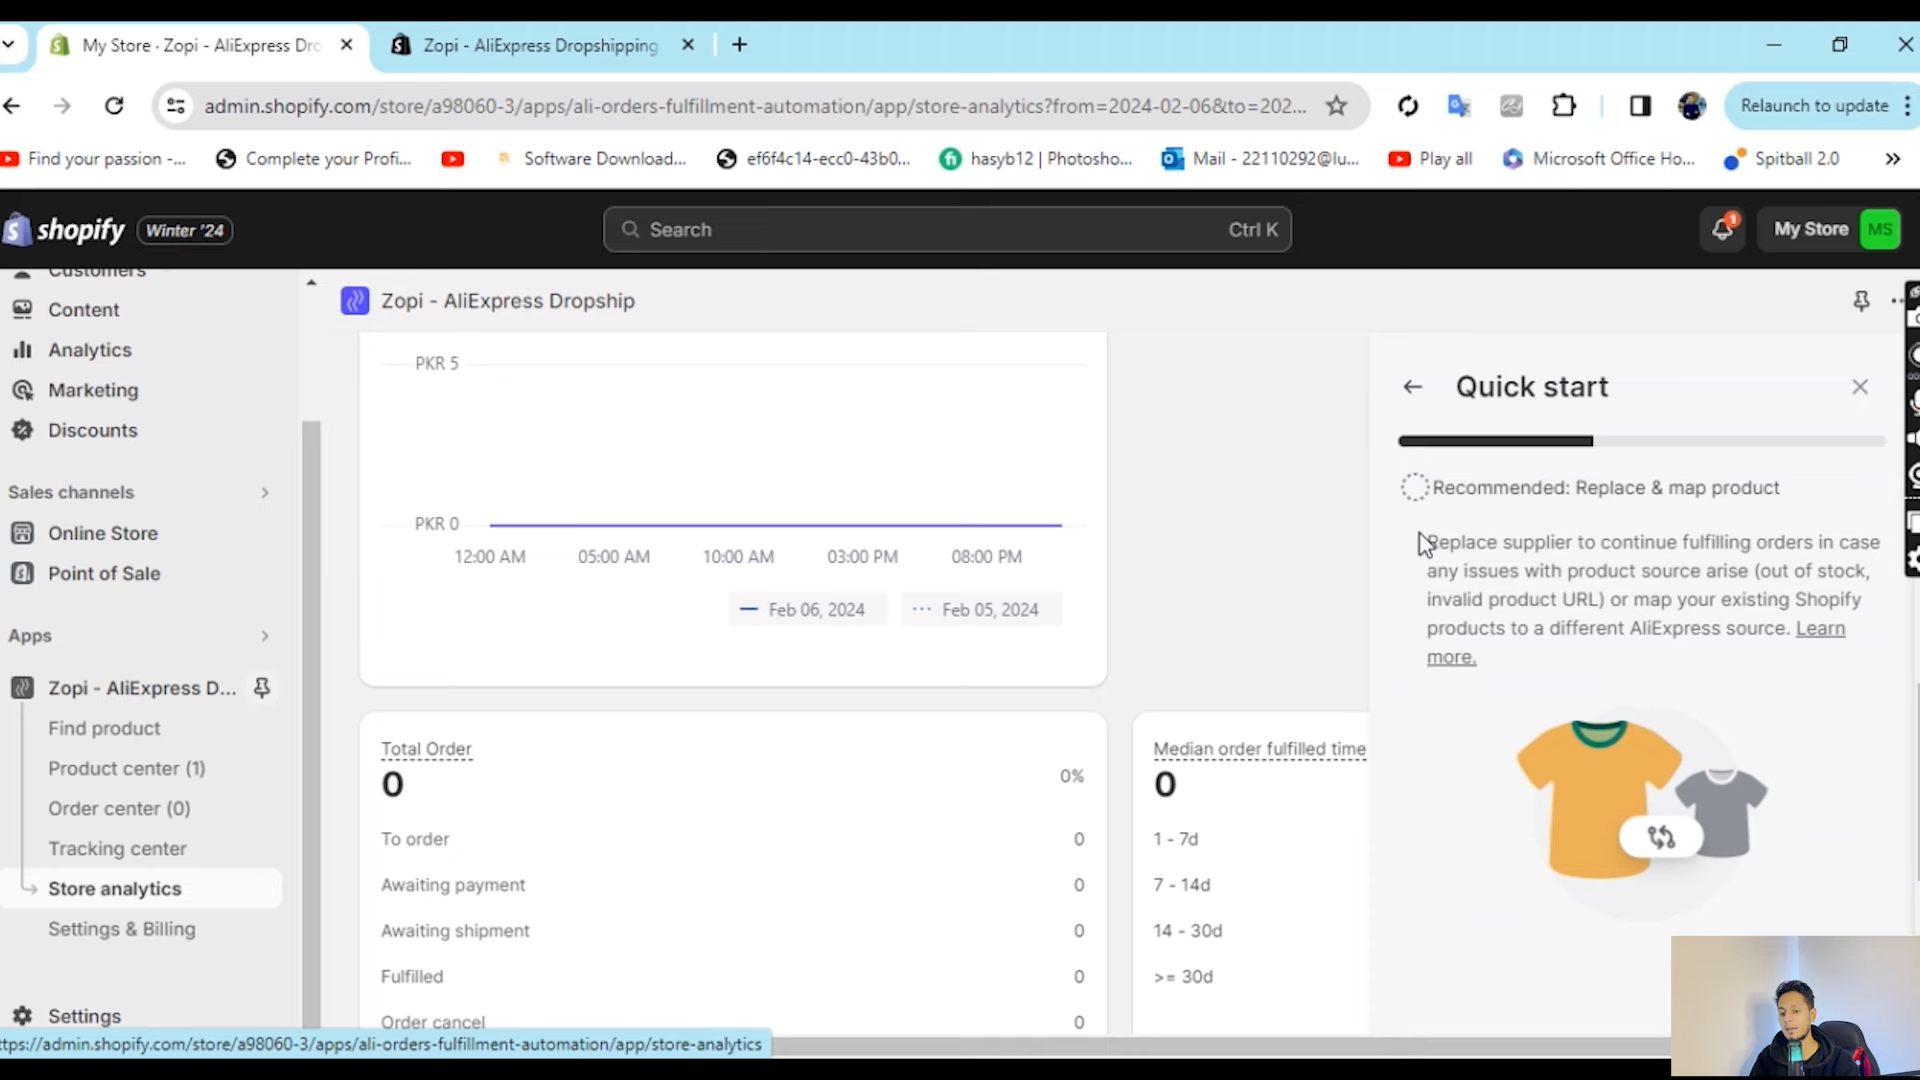 My Store · Zopi - AliExpress Dro
Zopi - AliExpress Dropshipping
admin.shopify.com/store/a98060-3/apps/ali-orders-fulfillment-automation/app/store-analytics?from=2024-02-06&to=202...
Relaunch to update
Find your passion -...
Complete your Profi...
Software Download...
ef6f4c14-ecc0-43b0...
hasyb12 | Photosho...
Mail - 22110292@lu...
Play all
Microsoft Office Ho...
Spitball 2.0
shopify
Winter '24
Search
Ctrl K
1
My Store
MS
Customers
Content
Analytics
Marketing
Discounts
Sales channels
Online Store
Point of Sale
Apps
Zopi - AliExpress D...
Find product
Product center (1)
Order center (0)
Tracking center
Store analytics
Settings & Billing
Settings
Zopi - AliExpress Dropship
PKR 5
PKR 0
12:00 AM 05:00 AM 10:00 AM 03:00 PM 08:00 PM
Feb 06, 2024
Feb 05, 2024
Total Order
0
0%
To order 0
Awaiting payment 0
Awaiting shipment 0
Fulfilled 0
Order cancel 0
Median order fulfilled time
0
1 - 7d
7 - 14d
14 - 30d
>= 30d
Quick start
Recommended: Replace & map product
Replace supplier to continue fulfilling orders in case
any issues with product source arise (out of stock,
invalid product URL) or map your existing Shopify
products to a different AliExpress source. Learn
more.
ttps://admin.shopify.com/store/a98060-3/apps/ali-orders-fulfillment-automation/app/store-analytics